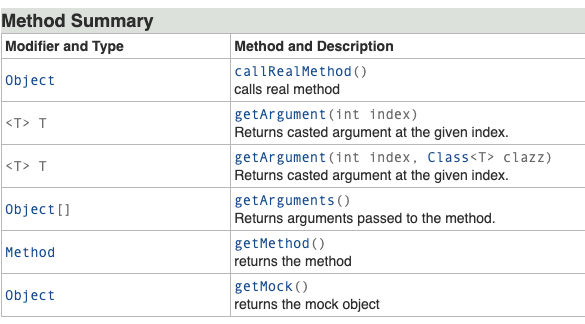 Method Summary
Modifier and Type Method and Description
Object callRealMethod()
calls real method
<T> T getArgument(int index)
Returns casted argument at the given index.
<T> T getArgument(int index, Class<T> clazz)
Returns casted argument at the given index.
Object[] getArguments()
Returns arguments passed to the method.
Method getMethod()
returns the method
Object getMock()
returns the mock object